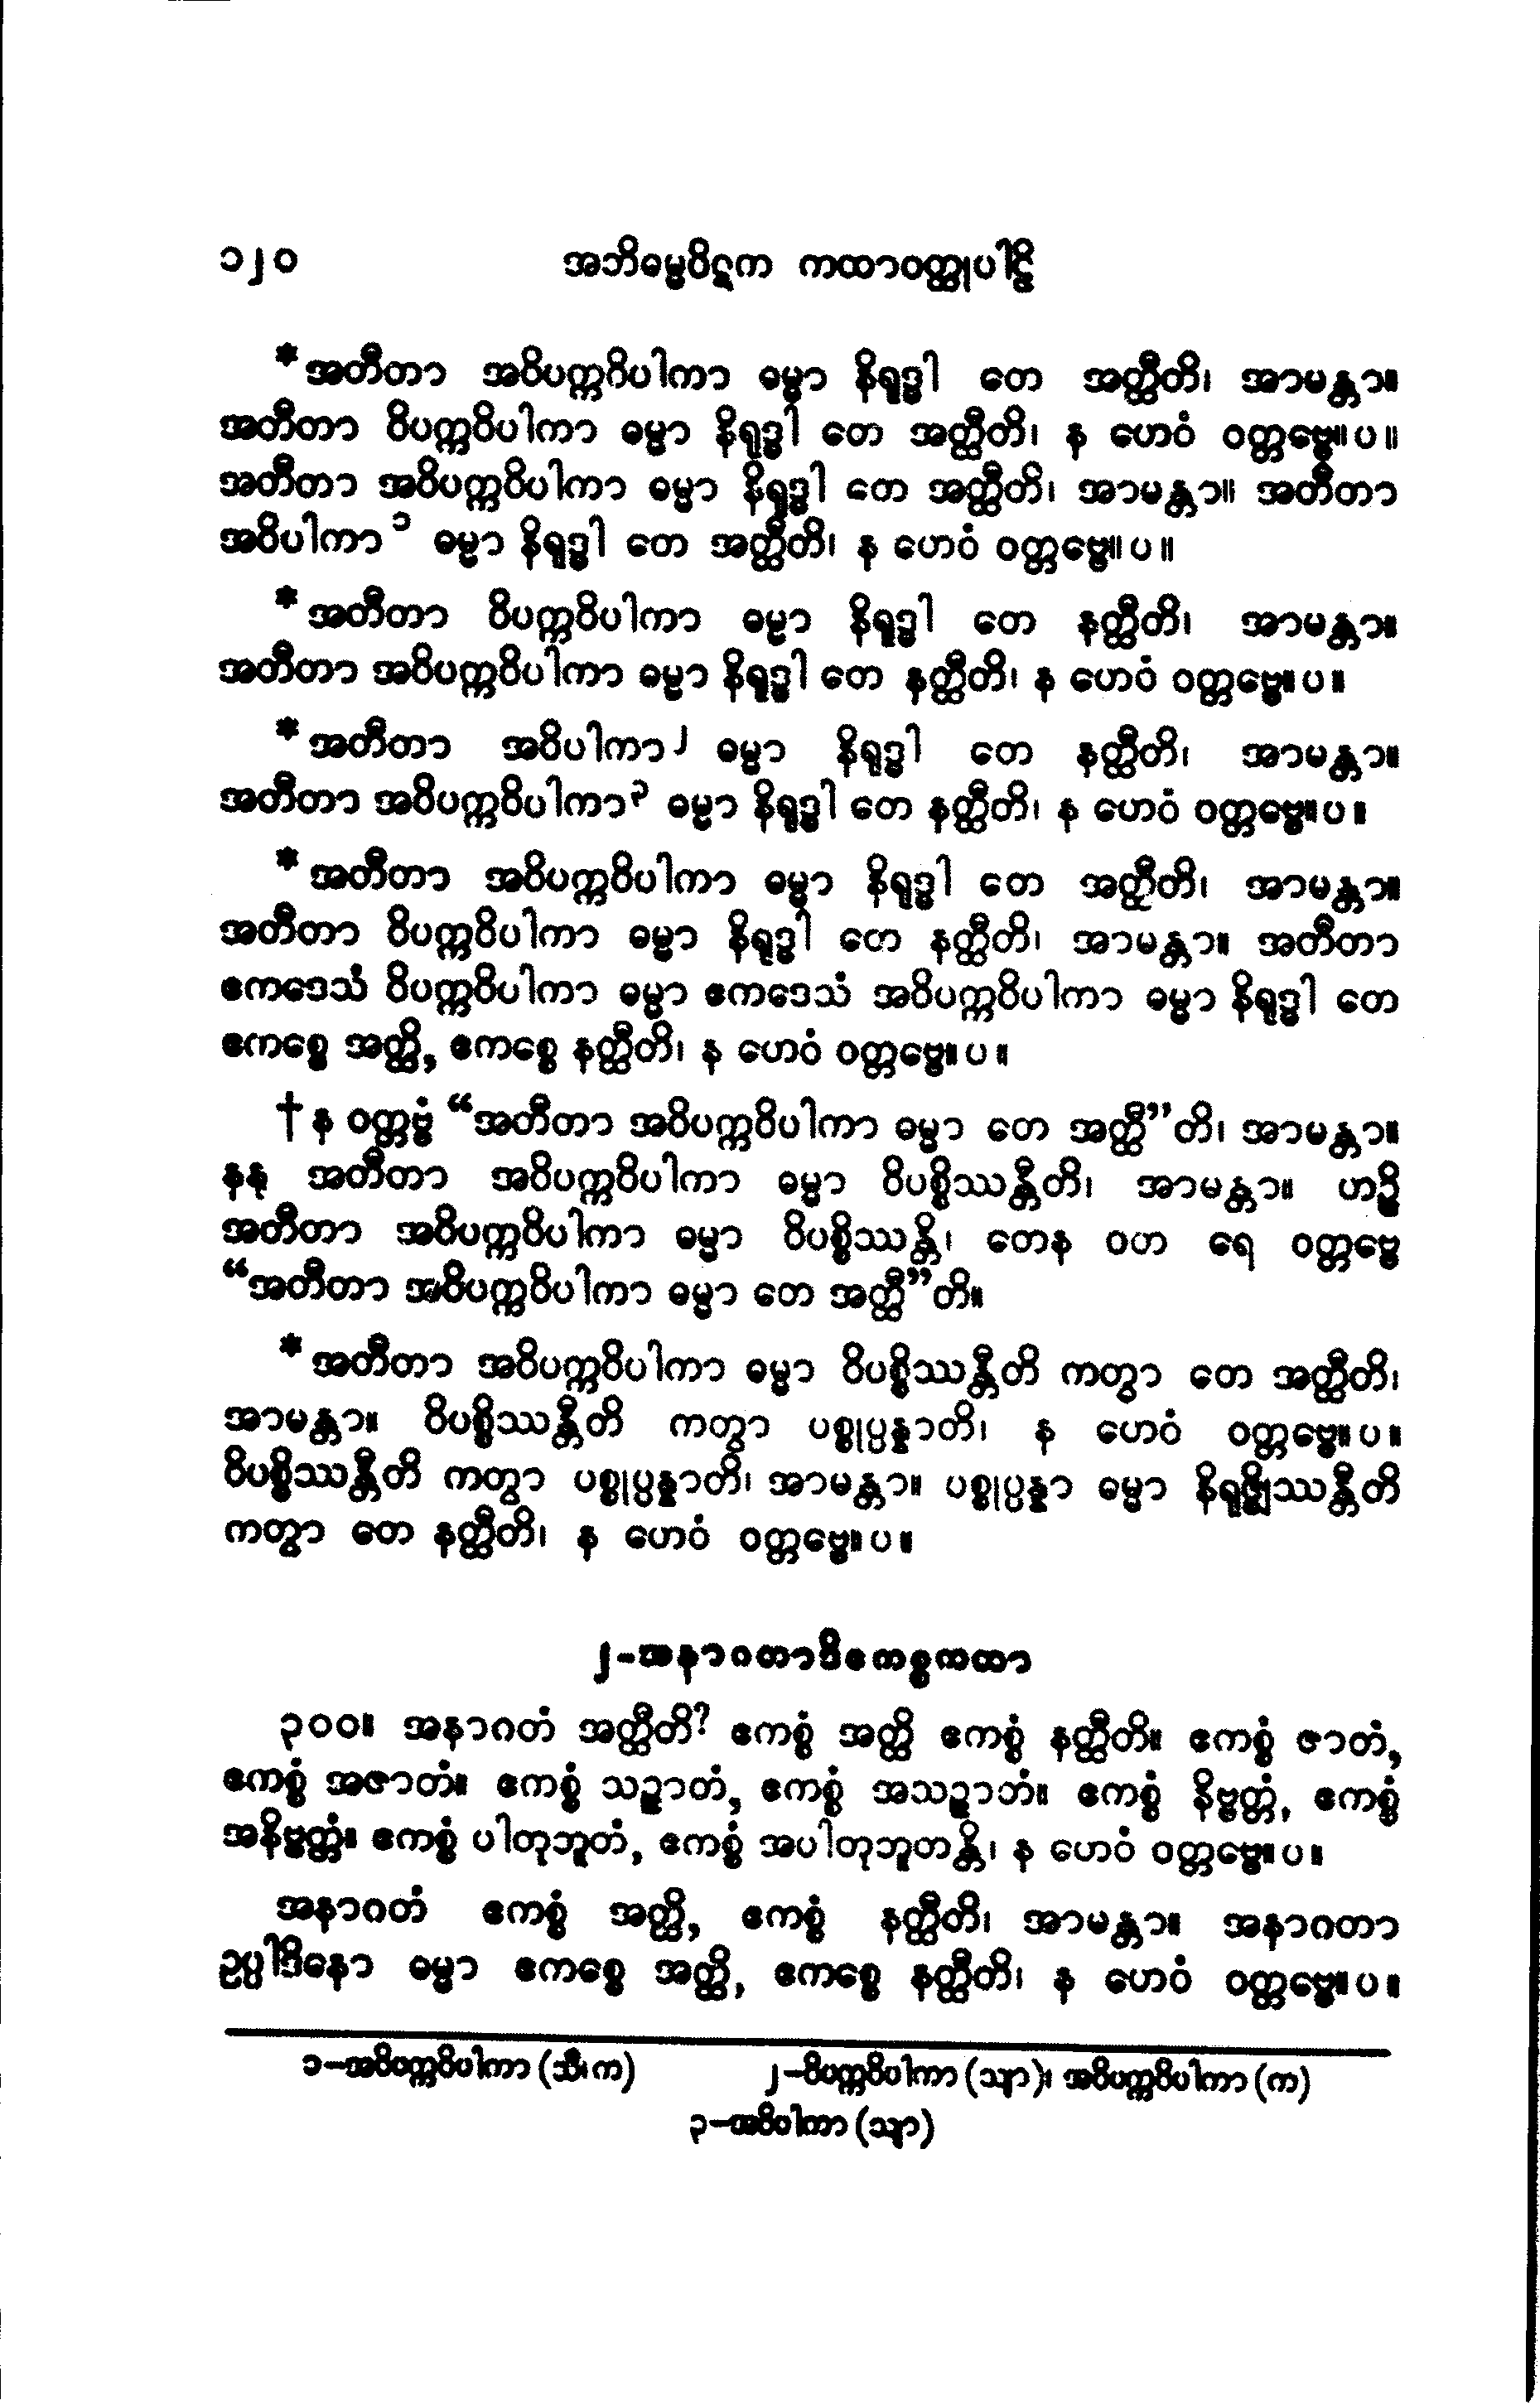 ၁၂၀ အဘိဓမ္မပိဋက ကထာဝတ္ထုပါဠိ
*အတီတာ အဝိပက္ကဝိပါကာ ဓမ္မာ နိရုဒ္ဓါ တေ အတ္ထီတိ၊ အာမန္တာ။
အတီတာ ဝိပက္ကဝိပါကာ ဓမ္မာ နိရုဒ္ဓါ တေ အတ္ထီတိ၊ န ဟေဝံ ဝတ္တဗ္ဗေ။ပ။
အတီတာ အဝိပက္ကဝိပါကာ ဓမ္မာ နိရုဒ္ဓါ တေ အတ္ထီတိ၊ အာမန္တာ။ အတီတာ
အဝိပါကာ၁ ဓမ္မာ နိရုဒ္ဓါ တေ အတ္ထီတိ၊ န ဟေဝံ ဝတ္တဗ္ဗေ။ပ။
*အတီတာ ဝိပက္ကဝိပါကာ ဓမ္မာ နိရုဒ္ဓါ တေ နတ္ထီတိ၊ အာမန္တာ။
အတီတာ အဝိပက္ကဝိပါကာ ဓမ္မာ နိရုဒ္ဓါ တေ နတ္ထီတိ၊ န ဟေဝံ ဝတ္တဗ္ဗေ။ပ။
*အတီတာ အဝိပါကာ၂ ဓမ္မာ နိရုဒ္ဓါ တေ နတ္ထီတိ၊ အာမန္တာ။
အတီတာ အဝိပက္ကဝိပါကာ၃ ဓမ္မာ နိရုဒ္ဓါ တေ နတ္ထီတိ၊ န ဟေဝံ ဝတ္တဗ္ဗေ။ပ။
*အတီတာ အဝိပက္ကဝိပါကာ ဓမ္မာ နိရုဒ္ဓါ တေ အတ္ထီတိ၊ အာမန္တာ။
အတီတာ ဝိပက္ကဝိပါကာ ဓမ္မာ နိရုဒ္ဓါ တေ နတ္ထီတိ၊ အာမန္တာ။ အတီတာ
ဧကဒေသံ ဝိပက္ကဝိပါကာ ဓမ္မာ ဧကဒေသံ အဝိပက္ကဝိပါကာ ဓမ္မာ နိရုဒ္ဓါ တေ
ဧကစ္စေ အတ္ထိ, ဧကစ္စေ နတ္ထီတိ၊ န ဟေဝံ ဝတ္တဗ္ဗေ။ပ။
†န ဝတ္တဗ္ဗံ “အတီတာ အဝိပက္ကဝိပါကာ ဓမ္မာ တေ အတ္ထီ”တိ၊ အာမန္တာ။
နနု အတီတာ အဝိပက္ကဝိပါကာ ဓမ္မာ ဝိပစ္စိဿန္တီတိ၊ အာမန္တာ။ ဟဉ္စိ
အတီတာ အဝိပက္ကဝိပါကာ ဓမ္မာ ဝိပစ္စိဿန္တိ၊ တေန ဝတ ရေ ဝတ္တဗ္ဗေ
“အတီတာ အဝိပက္ကဝိပါကာ ဓမ္မာ တေ အတ္ထီ”တိ။
*အတီတာ အဝိပက္ကဝိပါကာ ဓမ္မာ ဝိပစ္စိဿန္တီတိ ကတွာ တေ အတ္ထီတိ၊
အာမန္တာ။ ဝိပစ္စိဿန္တီတိ ကတွာ ပစ္စုပ္ပန္နာတိ၊ န ဟေဝံ ဝတ္တဗ္ဗေ။ပ။
ဝိပစ္စိဿန္တီတိ ကတွာ ပစ္စုပ္ပန္နာတိ၊ အာမန္တာ။ ပစ္စုပ္ပန္နာ ဓမ္မာ နိရုဇ္ဈိဿန္တီတိ
ကတွာ တေ နတ္ထီတိ၊ န ဟေဝံ ဝတ္တဗ္ဗေ။ပ။
၂-အနာဂတာဒိဧကစ္စကထာ
၃၀၀။ အနာဂတံ အတ္ထီတိ? ဧကစ္စံ အတ္ထိ ဧကစ္စံ နတ္ထီတိ။ ဧကစ္စံ ဇာတံ,
ဧကစ္စံ အဇာတံ။ ဧကစ္စံ သဉ္ဇာတံ, ဧကစ္စံ အသဉ္ဇာတံ။ ဧကစ္စံ နိဗ္ဗတ္တံ, ဧကစ္စံ
အနိဗ္ဗတ္တံ။ ဧကစ္စံ ပါတုဘူတံ, ဧကစ္စံ အပါတုဘူတန္တိ၊ န ဟေဝံ ဝတ္တဗ္ဗေ။ပ။
အနာဂတံ ဧကစ္စံ အတ္ထိ, ဧကစ္စံ နတ္ထီတိ၊ အာမန္တာ။ အနာဂတာ
ဥပ္ပါဒိနော ဓမ္မာ ဧကစ္စေ အတ္ထိ, ဧကစ္စေ နတ္ထီတိ၊ န ဟေဝံ ဝတ္တဗ္ဗေ။ပ။
၁-အဝိပက္ကဝိပါကာ (သီ၊က) ၂-ဝိပက္ကဝိပါကာ (သျာ)၊ အဝိပက္ကဝိပါကာ (က)
၃-အဝိပါကာ (သျာ)